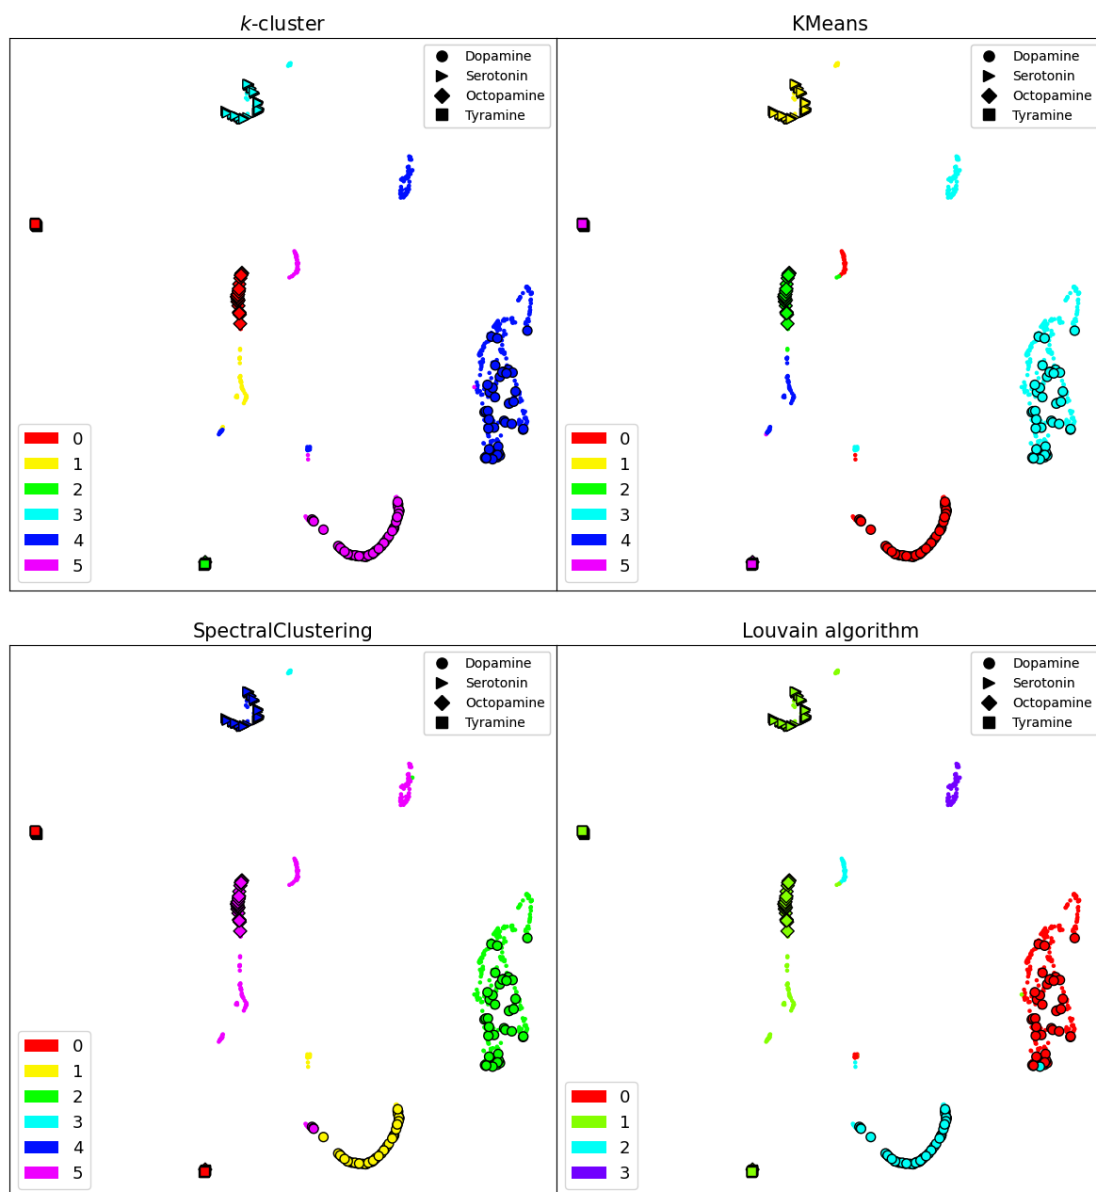 k-cluster
Dopamine
Serotonin
Octopamine
Tyramine
0
1
2
3
4
5
KMeans
Dopamine
Serotonin
Octopamine
Tyramine
0
1
2
3
4
5
SpectralClustering
Dopamine
Serotonin
Octopamine
Tyramine
0
1
2
3
4
5
Louvain algorithm
Dopamine
Serotonin
Octopamine
Tyramine
0
1
2
3